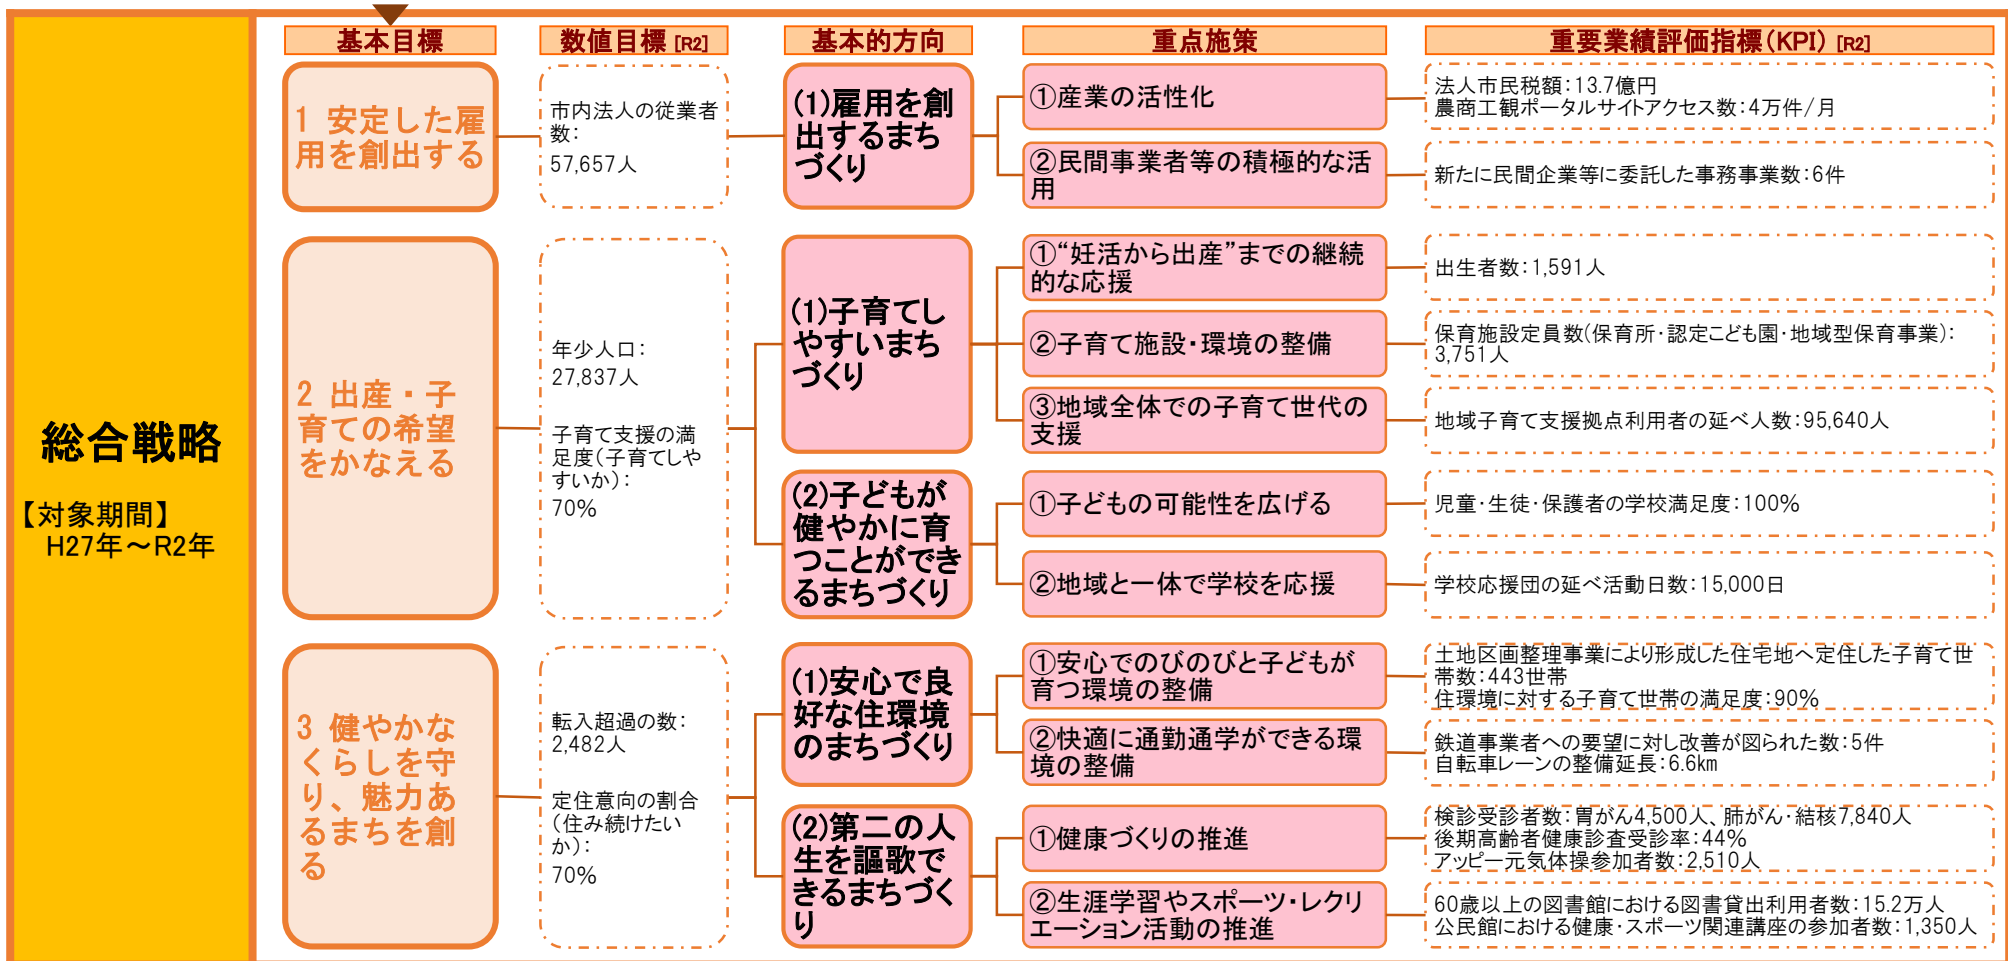 総合戦略
【対象期間】
H27年～R2年
基本目標
数値目標 [R2]
基本的方向
重点施策
重要業績評価指標（KPI） [R2]
1 安定した雇
用を創出する
市内法人の従業者
数：
57,657人
(1)雇用を創
出するまち
づくり
①産業の活性化
法人市民税額：13.7億円
農商工観ポータルサイトアクセス数：4万件/月
②民間事業者等の積極的な活
用
新たに民間企業等に委託した事務事業数：6件
2 出産・子
育ての希望
をかなえる
年少人口：
27,837人
子育て支援の満
足度（子育てしや
すいか）：
70%
(1)子育てし
やすいまち
づくり
①“妊活から出産”までの継続
的な応援
出生者数：1,591人
②子育て施設・環境の整備
保育施設定員数(保育所・認定こども園・地域型保育事業)：
3,751人
③地域全体での子育て世代の
支援
地域子育て支援拠点利用者の延べ人数：95,640人
(2)子どもが
健やかに育
つことができ
るまちづくり
①子どもの可能性を広げる
児童・生徒・保護者の学校満足度：100%
②地域と一体で学校を応援
学校応援団の延べ活動日数：15,000日
3 健やかな
くらしを守
り、魅力あ
るまちを創
る
転入超過の数：
2,482人
定住意向の割合
（住み続けたい
か）：
70%
(1)安心で良
好な住環境
のまちづくり
①安心でのびのびと子どもが
育つ環境の整備
土地区画整理事業により形成した住宅地へ定住した子育て世
帯数：443世帯
住環境に対する子育て世帯の満足度：90%
②快適に通勤通学ができる環
境の整備
鉄道事業者への要望に対し改善が図られた数：5件
自転車レーンの整備延長：6.6km
(2)第二の人
生を謳歌で
きるまちづく
り
①健康づくりの推進
検診受診者数：胃がん4,500人、肺がん・結核7,840人
後期高齢者健康診査受診率：44%
アッピー元気体操参加者数：2,510人
②生涯学習やスポーツ・レクリ
エーション活動の推進
60歳以上の図書館における図書貸出利用者数：15.2万人
公民館における健康・スポーツ関連講座の参加者数：1,350人